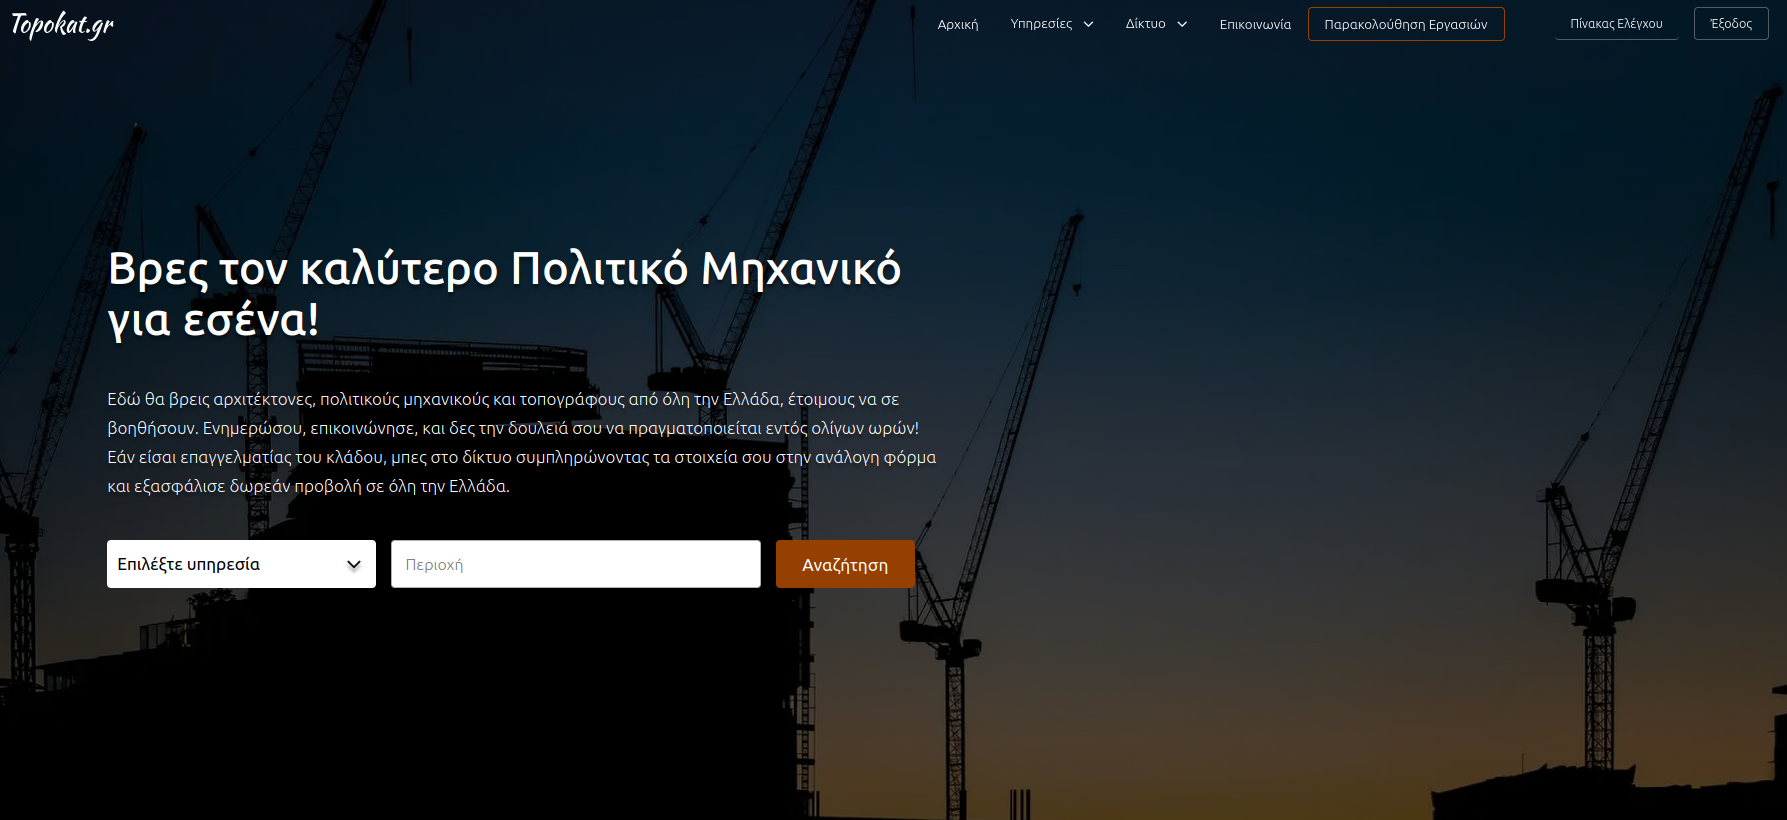 Topokat.gr
Αρχική
Υπηρεσίες
Δίκτυο
Επικοινωνία
Παρακολούθηση Εργασιών
Πίνακας Ελέγχου
Έξοδος
Βρες τον καλύτερο Πολιτικό Μηχανικό
για εσένα!
Εδώ θα βρεις αρχιτέκτονες, πολιτικούς μηχανικούς και τοπογράφους από όλη την Ελλάδα, έτοιμους να σε
βοηθήσουν. Ενημερώσου, επικοινώνησε, και δες την δουλειά σου να πραγματοποιείται εντός ολίγων ωρών!
Εάν είσαι επαγγελματίας του κλάδου, μπες στο δίκτυο συμπληρώνοντας τα στοιχεία σου στην ανάλογη φόρμα
και εξασφάλισε δωρεάν προβολή σε όλη την Ελλάδα.
Επιλέξτε υπηρεσία
Περιοχή
Αναζήτηση